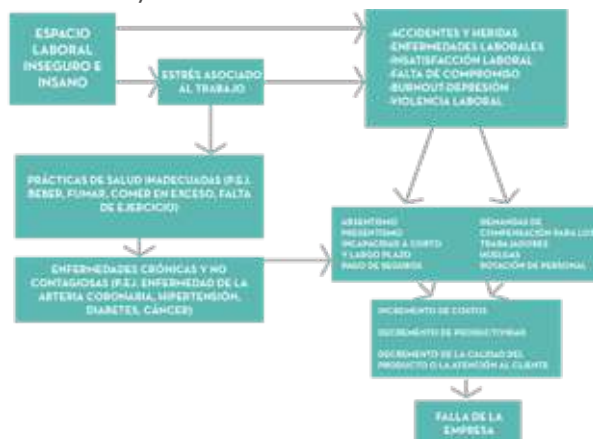 ESPACIO
LABORAL
INSEGURO E
INSANO
ESTRÉS ASOCIADO
AL TRABAJO
-ACCIDENTES Y HERIDAS
-ENFERMEDADES LABORALES
-INSATISFACCIÓN LABORAL
-FALTA DE COMPROMISO
-BURNOUT-DEPRESIÓN
-VIOLENCIA LABORAL
PRÁCTICAS DE SALUD INADECUADAS (P.EJ.
BEBER, FUMAR, COMER EN EXCESO, FALTA
DE EJERCICIO)
ENFERMEDADES CRÓNICAS Y NO
CONTAGIOSAS (P.EJ. ENFERMEDAD DE LA
ARTERIA CORONARIA, HIPERTENSIÓN,
DIABETES, CÁNCER)
ABSENTISMO
PRESENTISMO
INCAPACIDAD A CORTO
Y LARGO PLAZO
PAGO DE SEGUROS
DEMANDAS DE
COMPENSACIÓN PARA LOS
TRABAJADORES
HUELGAS
ROTACIÓN DE PERSONAL
INCREMENTO DE COSTOS
DECREMENTO DE PRODUCTIVIDAD
DECREMENTO DE LA CALIDAD DEL
PRODUCTO O LA ATENCIÓN AL CLIENTE
FALLA DE LA
EMPRESA